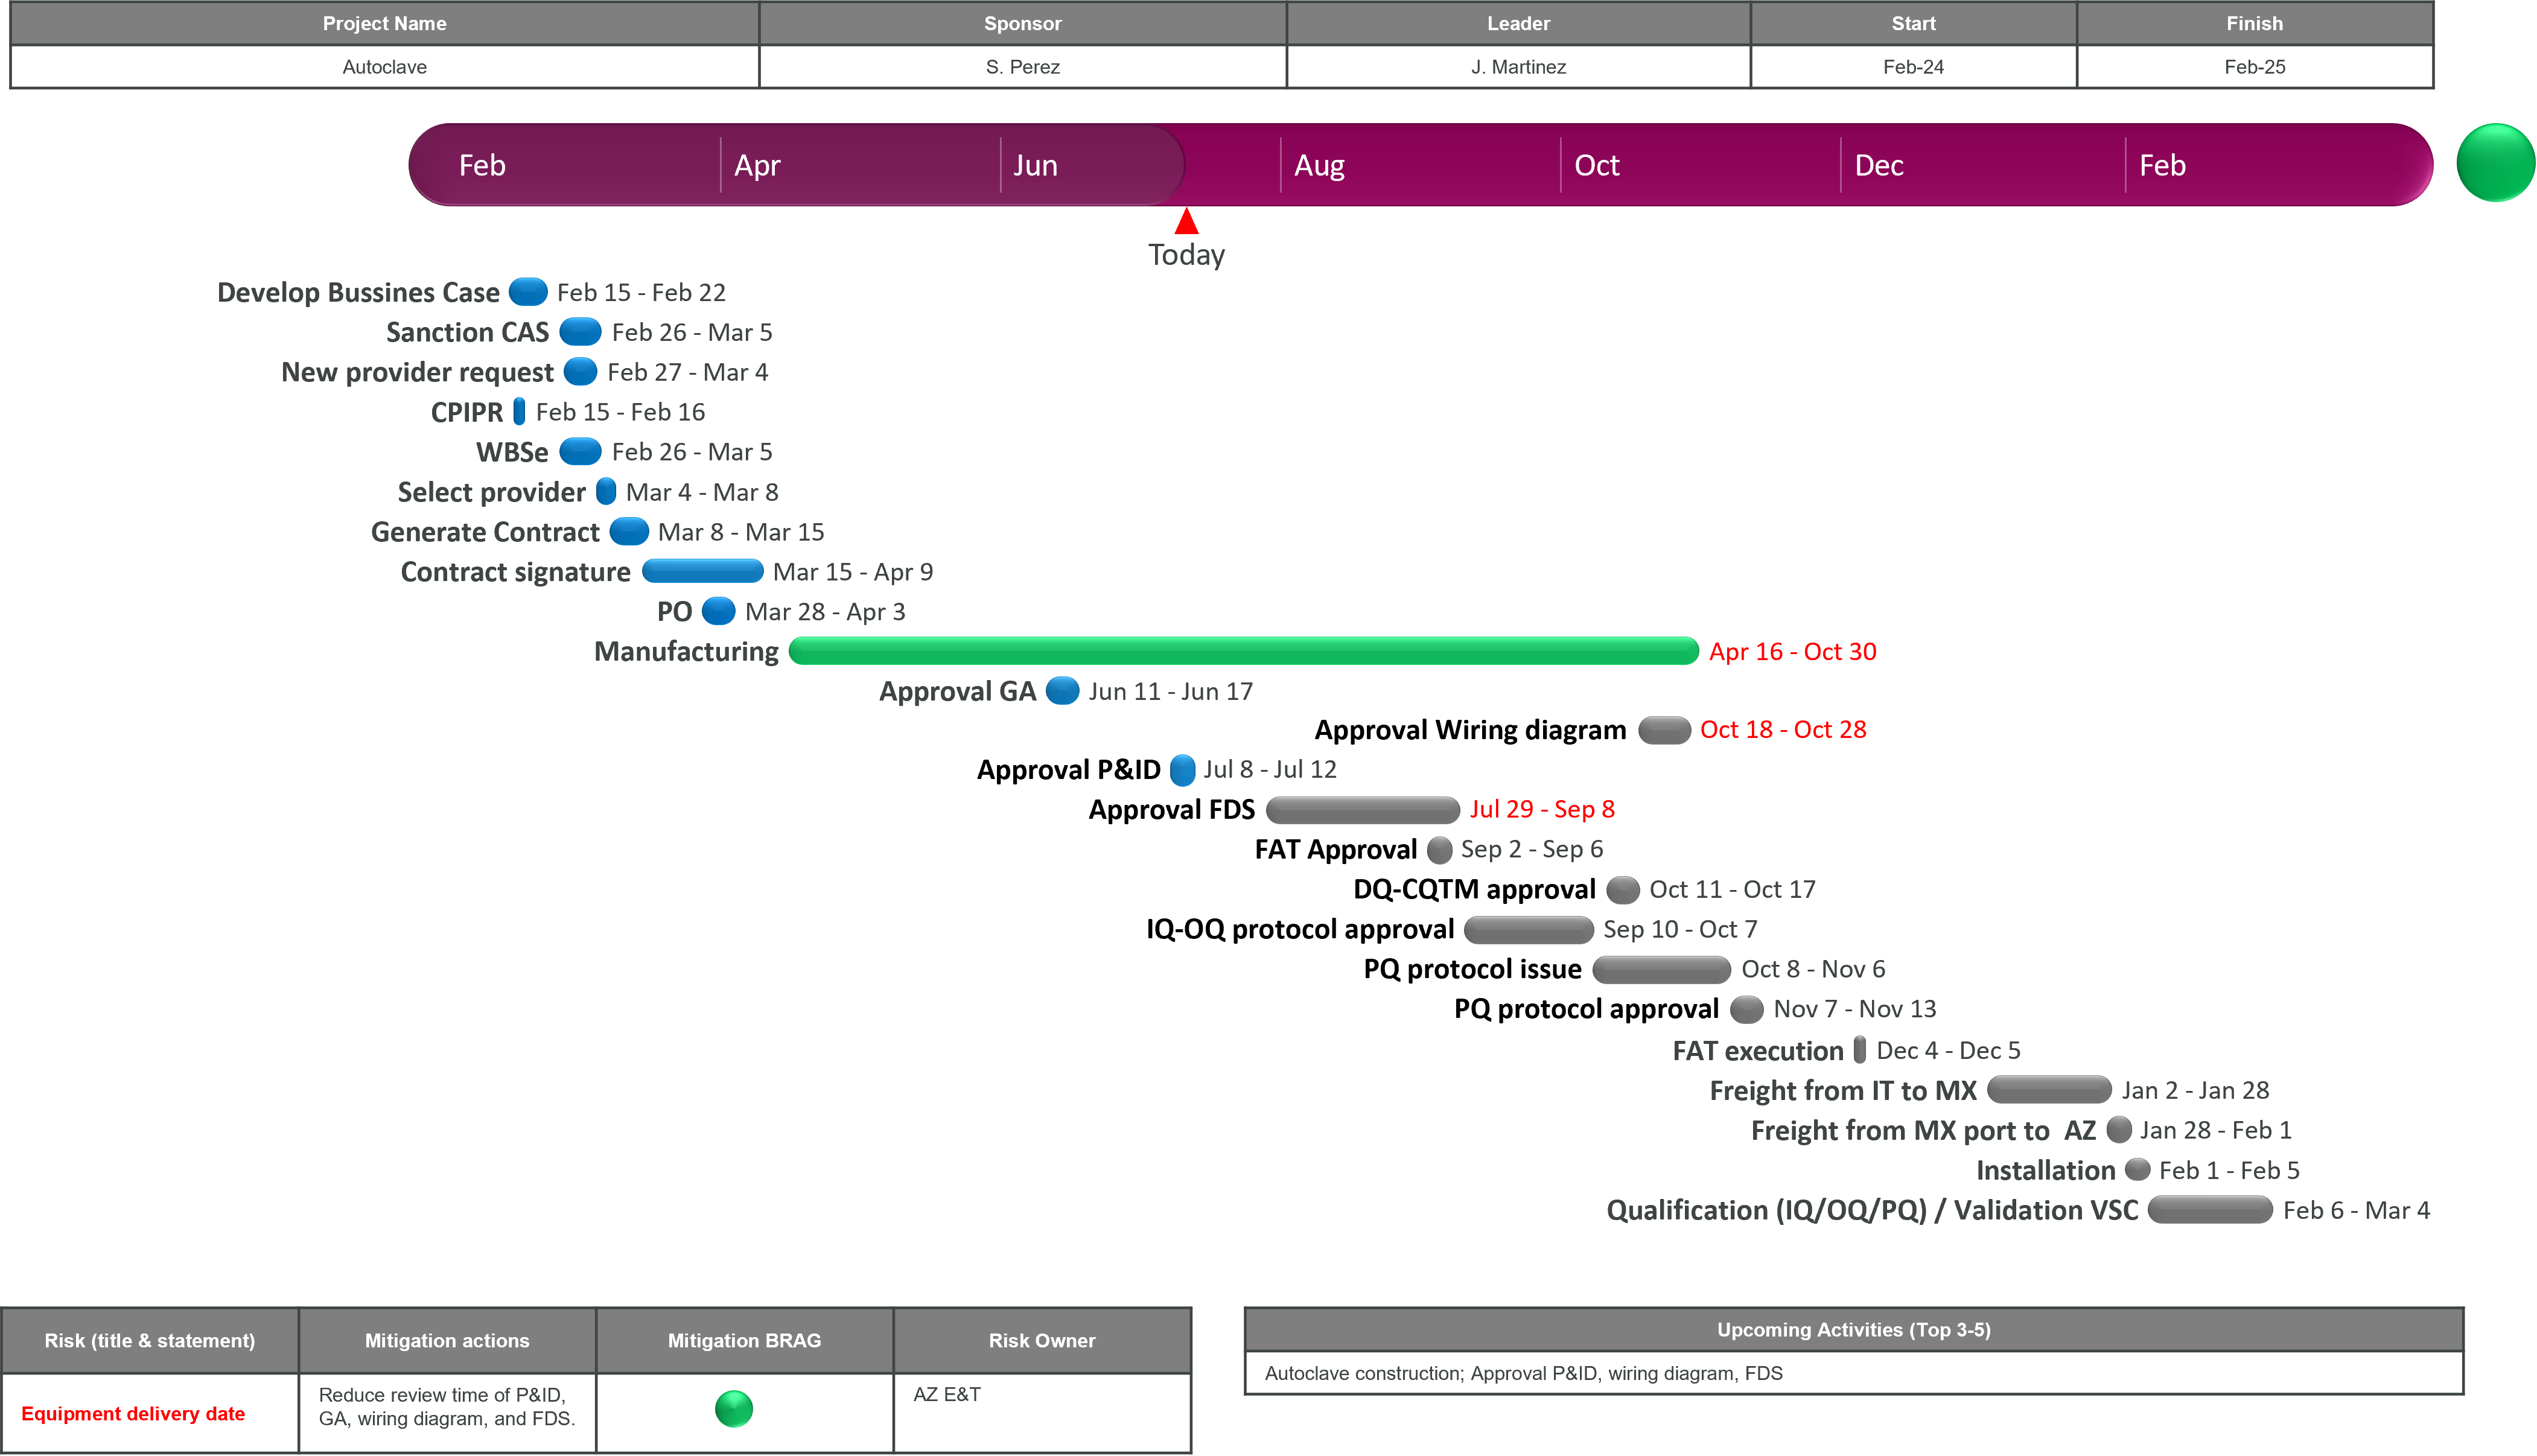 Project Name Sponsor Leader Start Finish
Autoclave S. Perez J. Martinez Feb-24 Feb-25
Feb Apr Jun Aug Oct Dec Feb
Today
Develop Bussines Case Feb 15 - Feb 22
Sanction CAS Feb 26 - Mar 5
New provider request Feb 27 - Mar 4
CPIPR Feb 15 - Feb 16
WBSe Feb 26 - Mar 5
Select provider Mar 4 - Mar 8
Generate Contract Mar 8 - Mar 15
Contract signature Mar 15 - Apr 9
PO Mar 28 - Apr 3
Manufacturing Apr 16 - Oct 30
Approval GA Jun 11 - Jun 17
Approval Wiring diagram Oct 18 - Oct 28
Approval P&ID Jul 8 - Jul 12
Approval FDS Jul 29 - Sep 8
FAT Approval Sep 2 - Sep 6
DQ-CQTM approval Oct 11 - Oct 17
IQ-OQ protocol approval Sep 10 - Oct 7
PQ protocol issue Oct 8 - Nov 6
PQ protocol approval Nov 7 - Nov 13
FAT execution Dec 4 - Dec 5
Freight from IT to MX Jan 2 - Jan 28
Freight from MX port to AZ Jan 28 - Feb 1
Installation Feb 1 - Feb 5
Qualification (IQ/OQ/PQ) / Validation VSC Feb 6 - Mar 4
Risk (title & statement) Mitigation actions Mitigation BRAG Risk Owner
Equipment delivery date
Reduce review time of P&ID,
GA, wiring diagram, and FDS.
AZ E&T
Upcoming Activities (Top 3-5)
Autoclave construction; Approval P&ID, wiring diagram, FDS